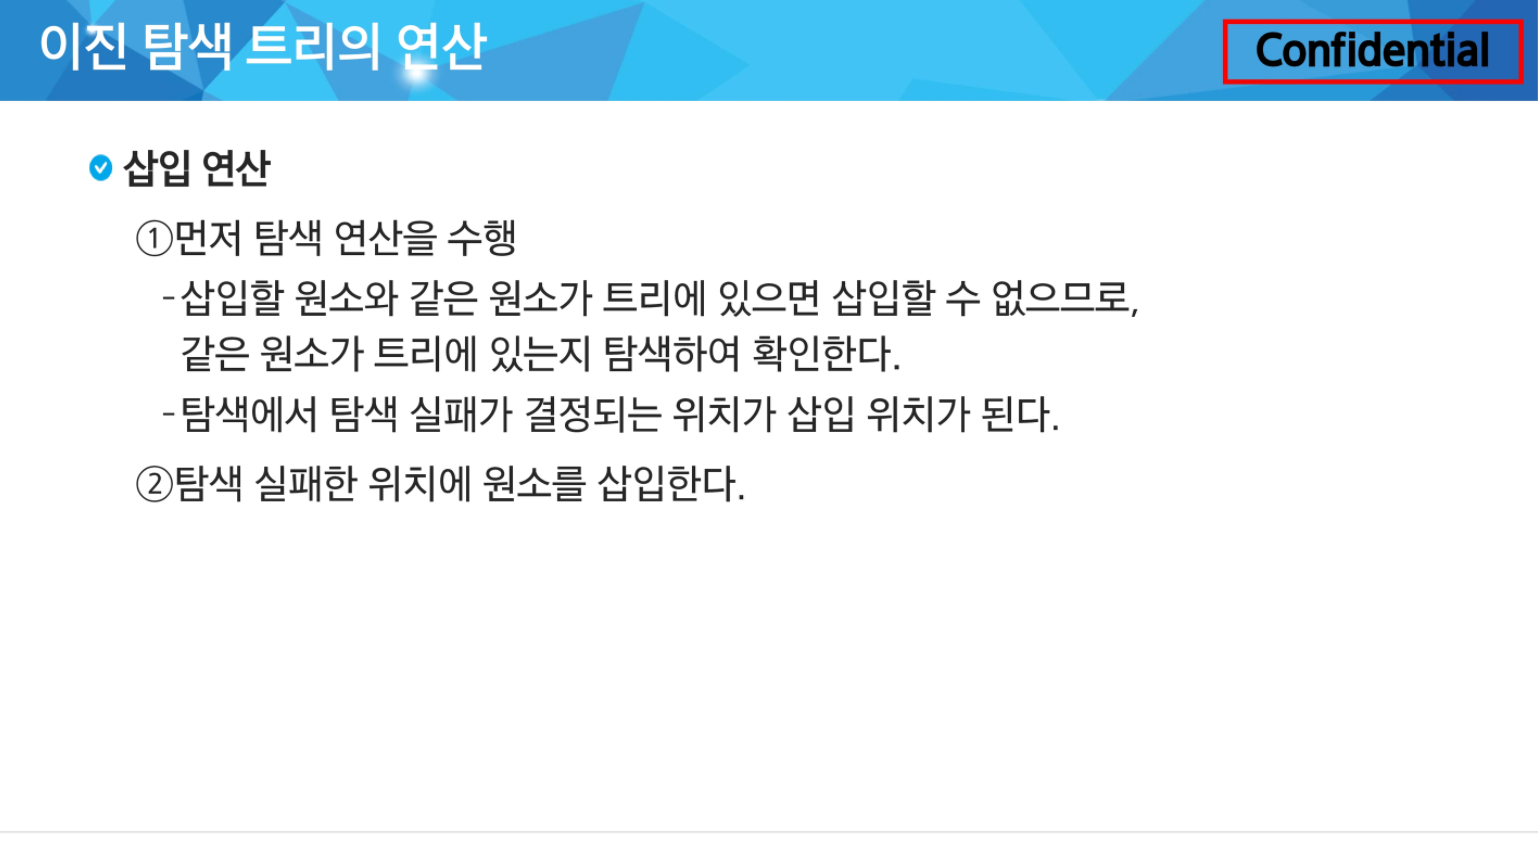 이진 탐색 트리의 연산
Confidential
삽입 연산
①먼저 탐색 연산을 수행
-삽입할 원소와 같은 원소가 트리에 있으면 삽입할 수 없으므로,
같은 원소가 트리에 있는지 탐색하여 확인한다.
-탐색에서 탐색 실패가 결정되는 위치가 삽입 위치가 된다.
②탐색 실패한 위치에 원소를 삽입한다.